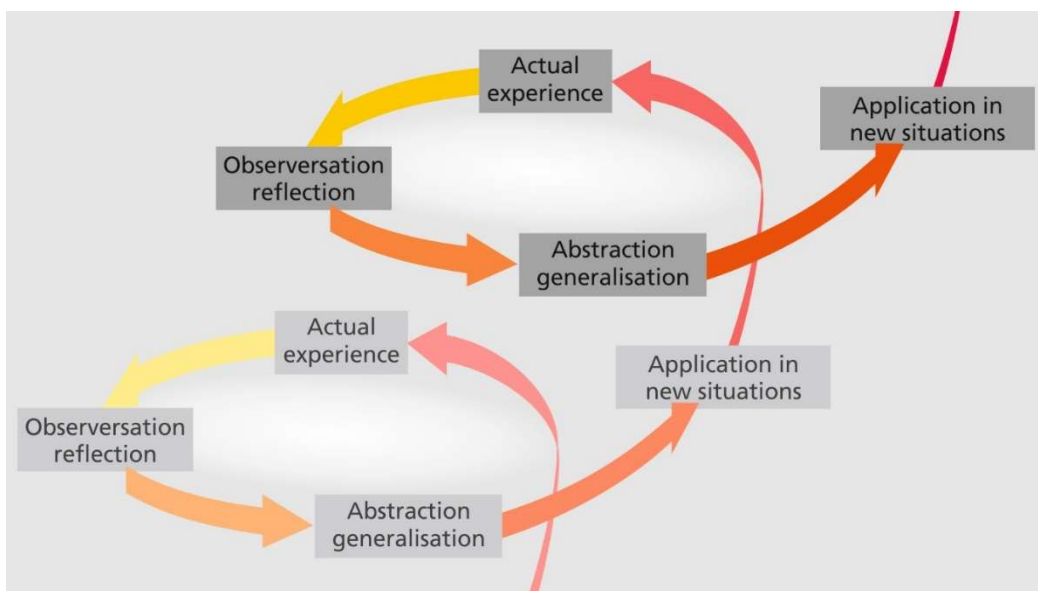 Actual
experience
Application in
new situations
Observersation
reflection
Abstraction
generalisation
Actual
experience
Application in
new situations
Observersation
reflection
Abstraction
generalisation